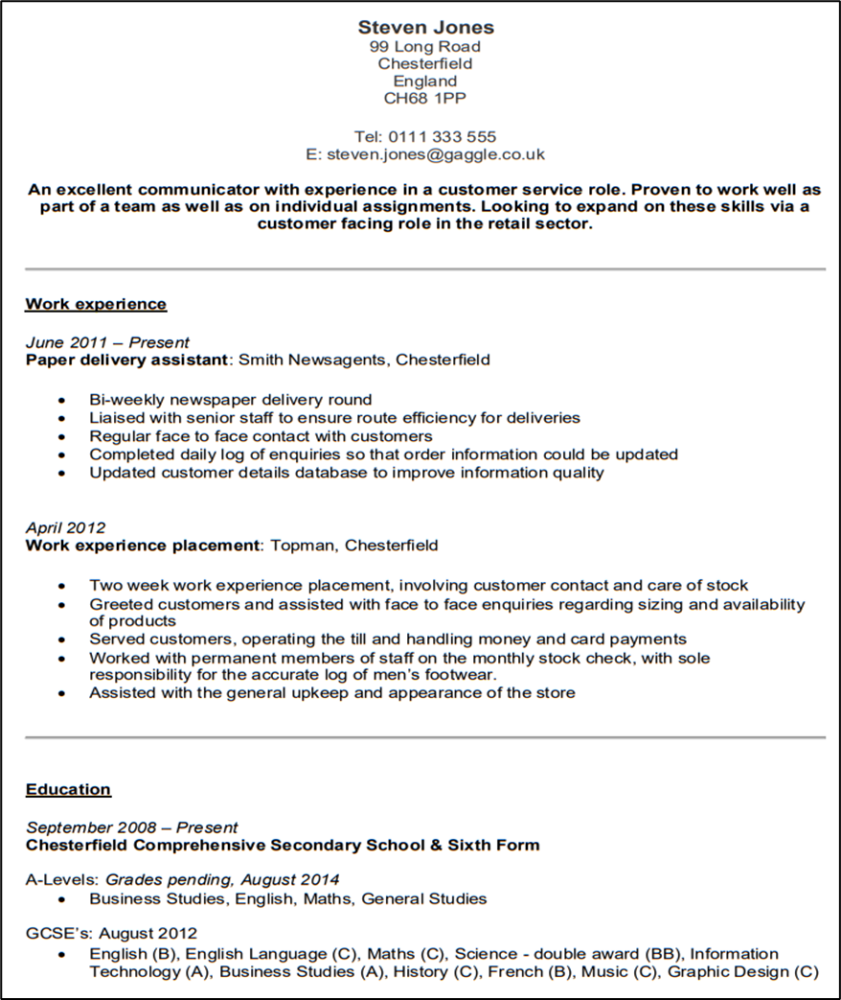 Steven Jones
99 Long Road
Chesterfield
England
CH68 1PP
Tel: 0111 333 555
E: steven.jones@gaggle.co.uk
An excellent communicator with experience in a customer service role. Proven to work well as
part of a team as well as on individual assignments. Looking to expand on these skills via a
customer facing role in the retail sector.
Work experience
June 2011 – Present
Paper delivery assistant: Smith Newsagents, Chesterfield
• Bi-weekly newspaper delivery round
• Liaised with senior staff to ensure route efficiency for deliveries
• Regular face to face contact with customers
• Completed daily log of enquiries so that order information could be updated
• Updated customer details database to improve information quality
April 2012
Work experience placement: Topman, Chesterfield
• Two week work experience placement, involving customer contact and care of stock
• Greeted customers and assisted with face to face enquiries regarding sizing and availability
of products
• Served customers, operating the till and handling money and card payments
• Worked with permanent members of staff on the monthly stock check, with sole
responsibility for the accurate log of men’s footwear.
• Assisted with the general upkeep and appearance of the store
Education
September 2008 – Present
Chesterfield Comprehensive Secondary School & Sixth Form
A-Levels: Grades pending, August 2014
• Business Studies, English, Maths, General Studies
GCSE’s: August 2012
• English (B), English Language (C), Maths (C), Science - double award (BB), Information
Technology (A), Business Studies (A), History (C), French (B), Music (C), Graphic Design (C)